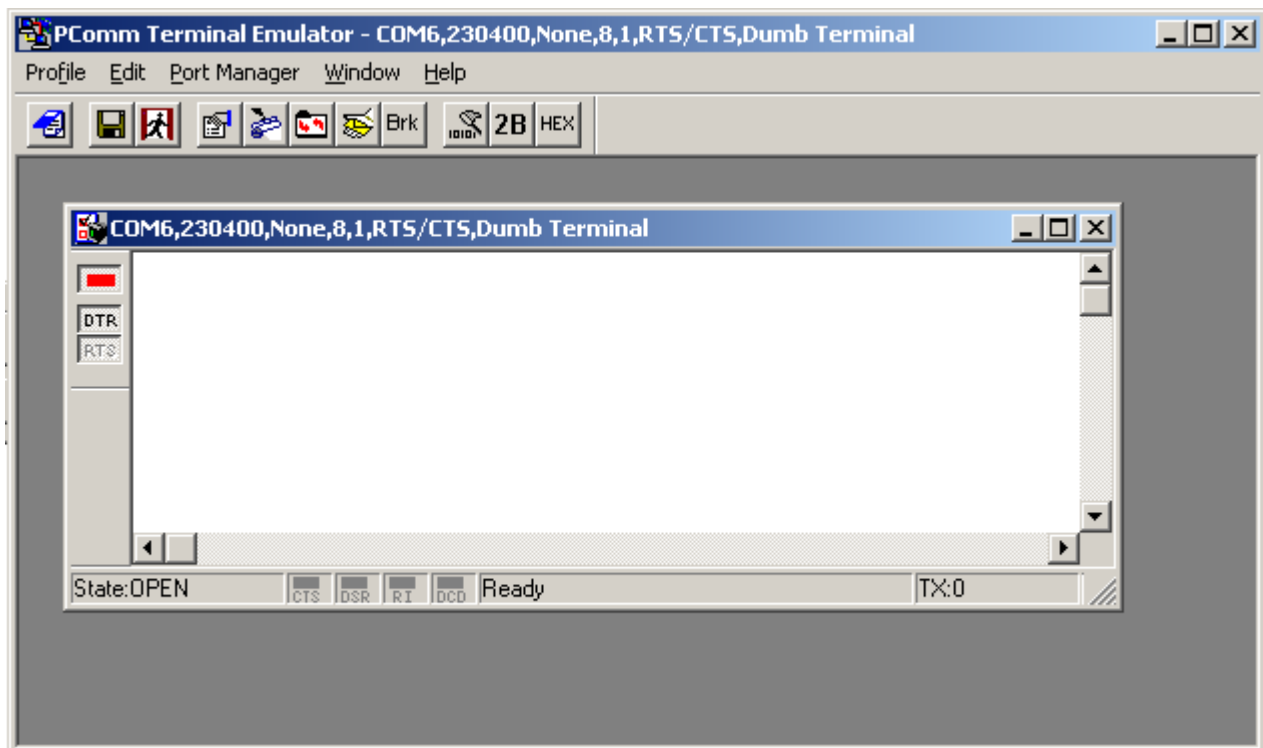 PComm Terminal Emulator - COM6,230400,None,8,1,RTS/CTS,Dumb Terminal
Profile Edit Port Manager Window Help
Brk 2B HEX
COM6,230400,None,8,1,RTS/CTS,Dumb Terminal
DTR
RTS
State:OPEN CTS DSR RI DCD Ready TX:0